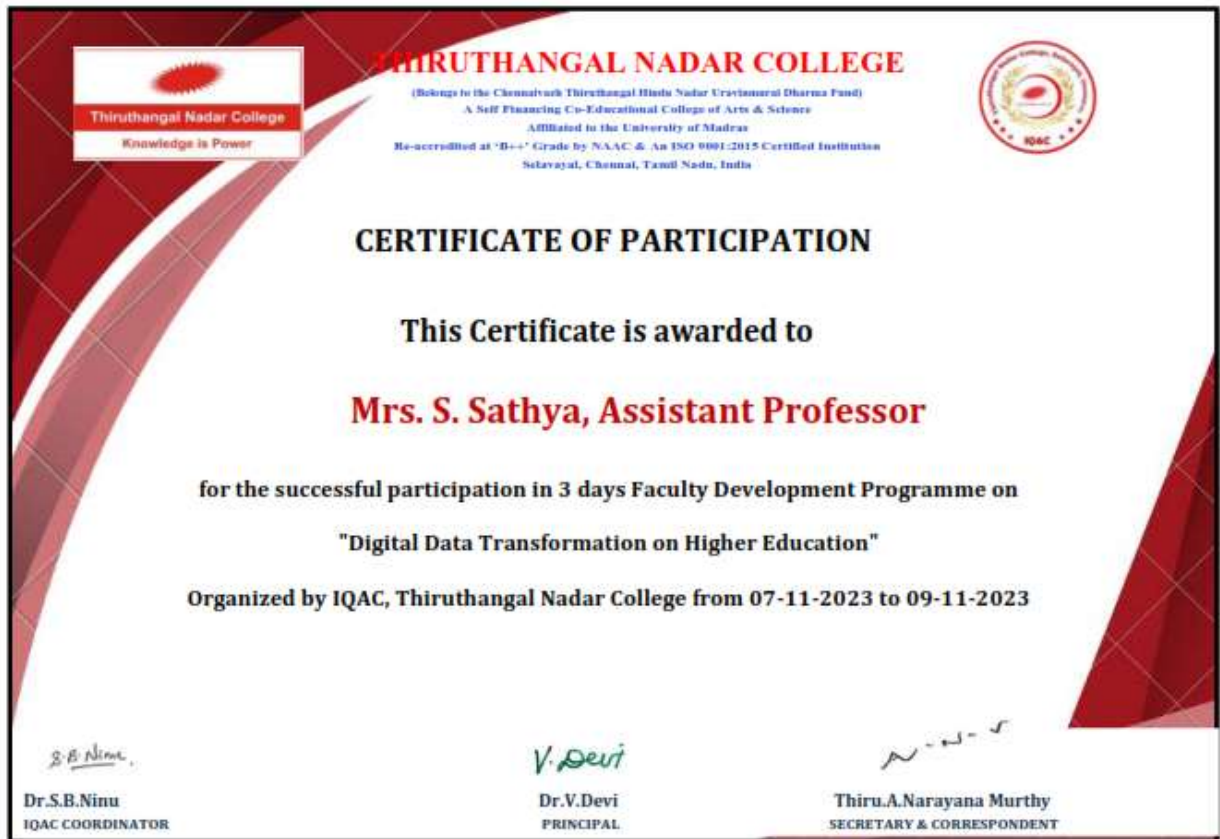 Thiruthangal Nadar College
Knowledge is Power
THIRUTHANGAL NADAR COLLEGE
(Belongs to the Chennaivazh Thiruthangal Hindu Nadar Uravinmurai Dharma Fund)
A Self Financing Co-Educational College of Arts & Science
Affiliated to the University of Madras
Re-accredited at ‘B++’ Grade by NAAC & An ISO 9001:2015 Certified Institution
Selavayal, Chennai, Tamil Nadu, India
IQAC
CERTIFICATE OF PARTICIPATION
This Certificate is awarded to
Mrs. S. Sathya, Assistant Professor
for the successful participation in 3 days Faculty Development Programme on
"Digital Data Transformation on Higher Education"
Organized by IQAC, Thiruthangal Nadar College from 07-11-2023 to 09-11-2023
S.B.Ninu.
V.Devi
Dr.S.B.Ninu
IQAC COORDINATOR
Dr.V.Devi
PRINCIPAL
Thiru.A.Narayana Murthy
SECRETARY & CORRESPONDENT